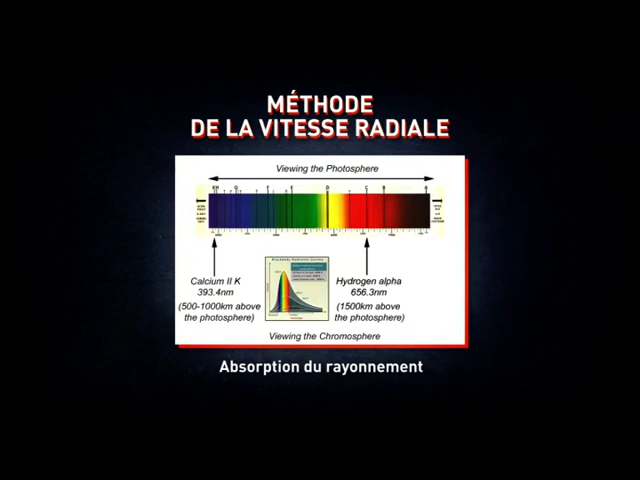 MÉTHODE
DE LA VITESSE RADIALE
Viewing the Photosphere
KH G F E D C B A
Calcium II K
393.4nm
(500-1000km above
the photosphere)
Hydrogen alpha
656.3nm
(1500km above
the photosphere)
Viewing the Chromosphere
Absorption du rayonnement